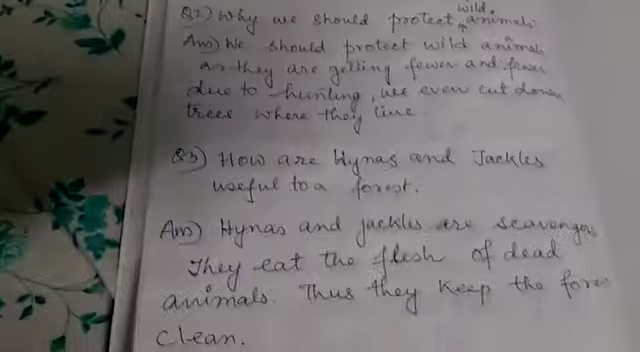 Q2) Why we should protect wild animals
Ans) We should protect wild animals
as they are getting fewer and fewer
due to hunting, we even cut down
trees where they live
Q3) How are Hynas and Jackles
useful to a forest.
Ans) Hynas and jackles are scavengers
They eat the flesh of dead
animals. Thus they keep the fores
clean.